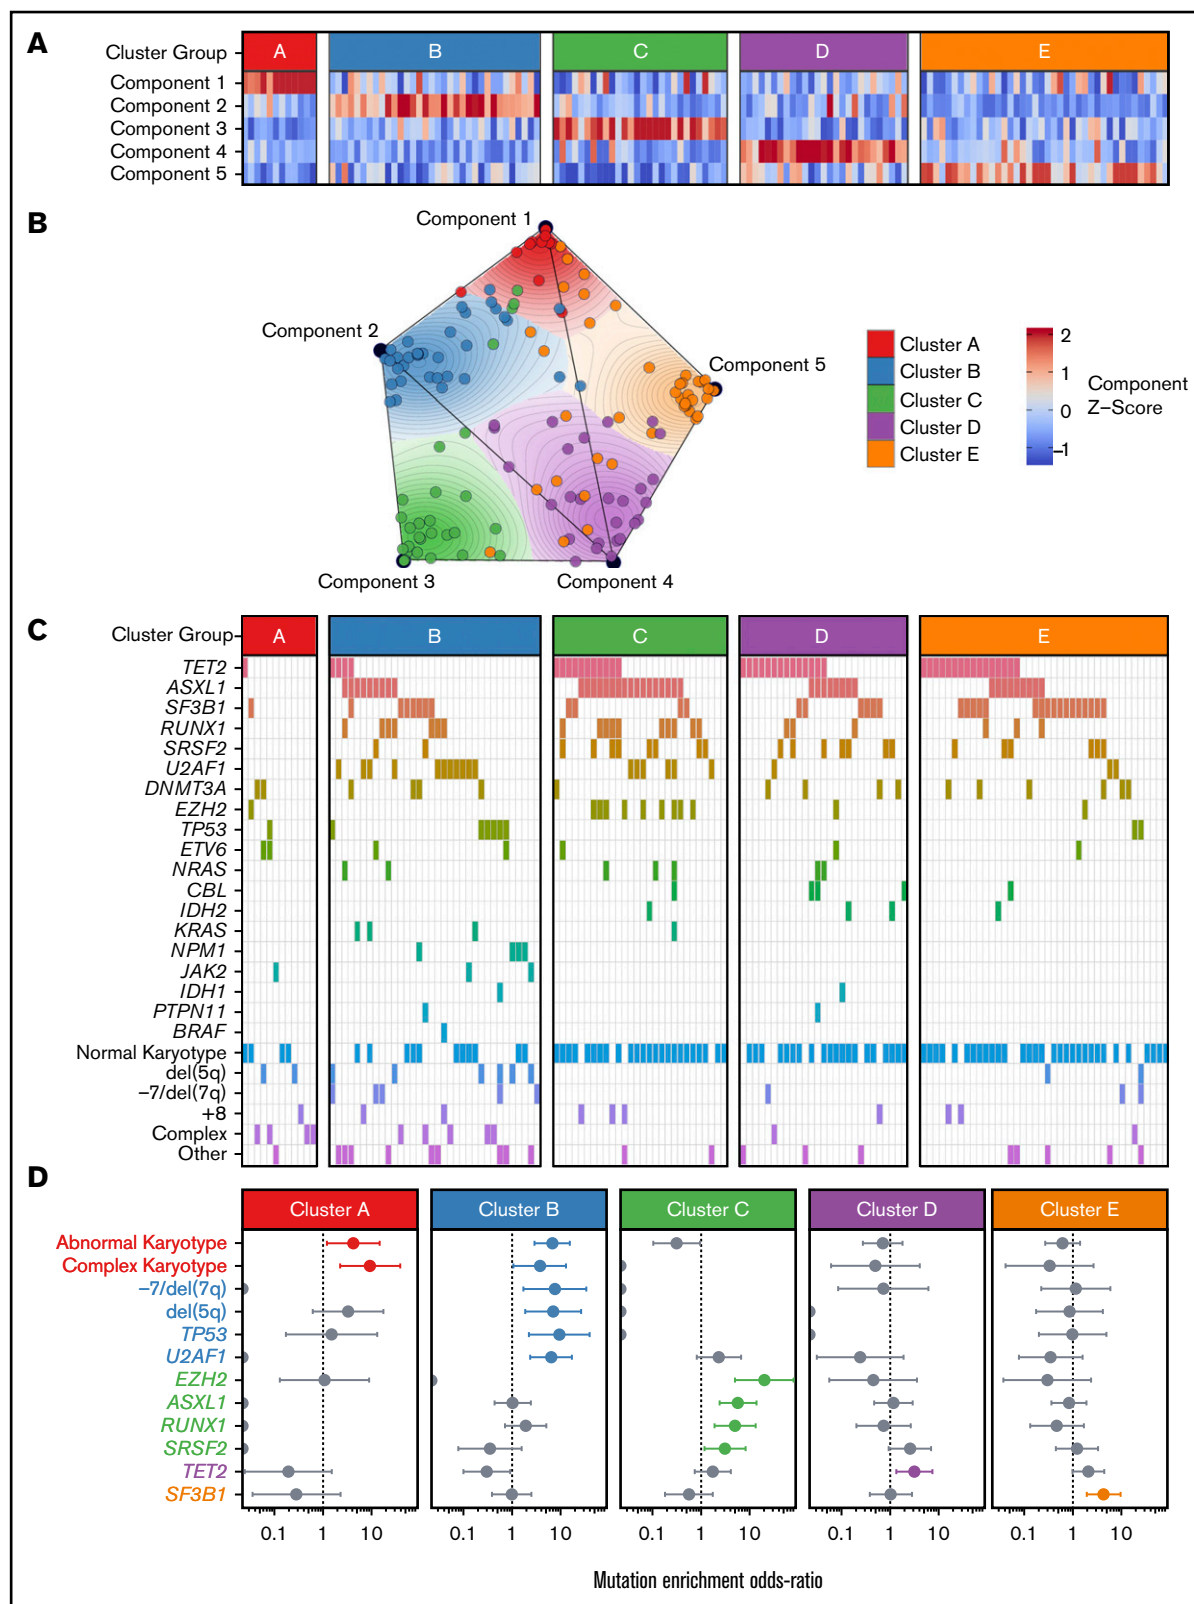 A
Cluster Group A B C D E
Component 1
Component 2
Component 3
Component 4
Component 5
B
Component 1
Component 2
Component 5
Component 3
Component 4
Cluster A
Cluster B
Cluster C
Cluster D
Cluster E
2
1
0
−1
Component
Z−Score
C
Cluster Group A B C D E
TET2
ASXL1
SF3B1
RUNX1
SRSF2
U2AF1
DNMT3A
EZH2
TP53
ETV6
NRAS
CBL
IDH2
KRAS
NPM1
JAK2
IDH1
PTPN11
BRAF
Normal Karyotype
del(5q)
−7/del(7q)
+8
Complex
Other
D
Cluster A Cluster B Cluster C Cluster D Cluster E
Abnormal Karyotype
Complex Karyotype
−7/del(7q)
del(5q)
TP53
U2AF1
EZH2
ASXL1
RUNX1
SRSF2
TET2
SF3B1
0.1 1 10 0.1 1 10 0.1 1 10 0.1 1 10 0.1 1 10
Mutation enrichment odds-ratio